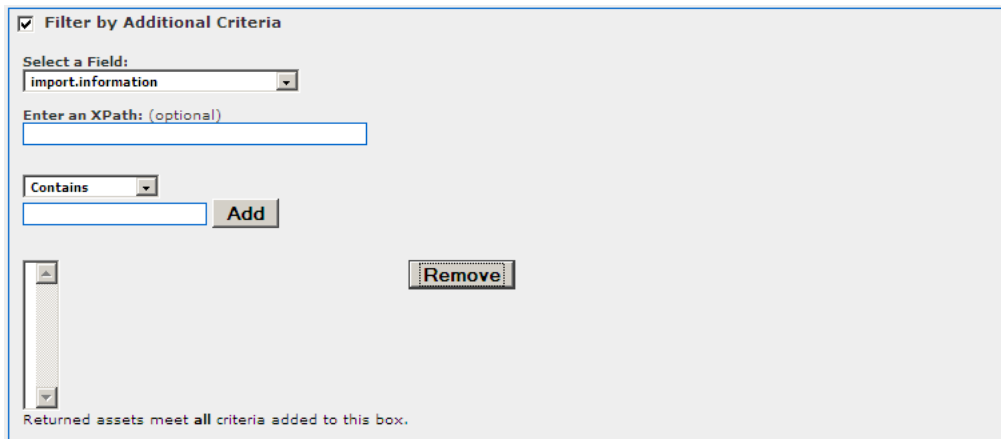 Filter by Additional Criteria
Select a Field:
import.information
Enter an XPath: (optional)
Contains
Add
Remove
Returned assets meet all criteria added to this box.